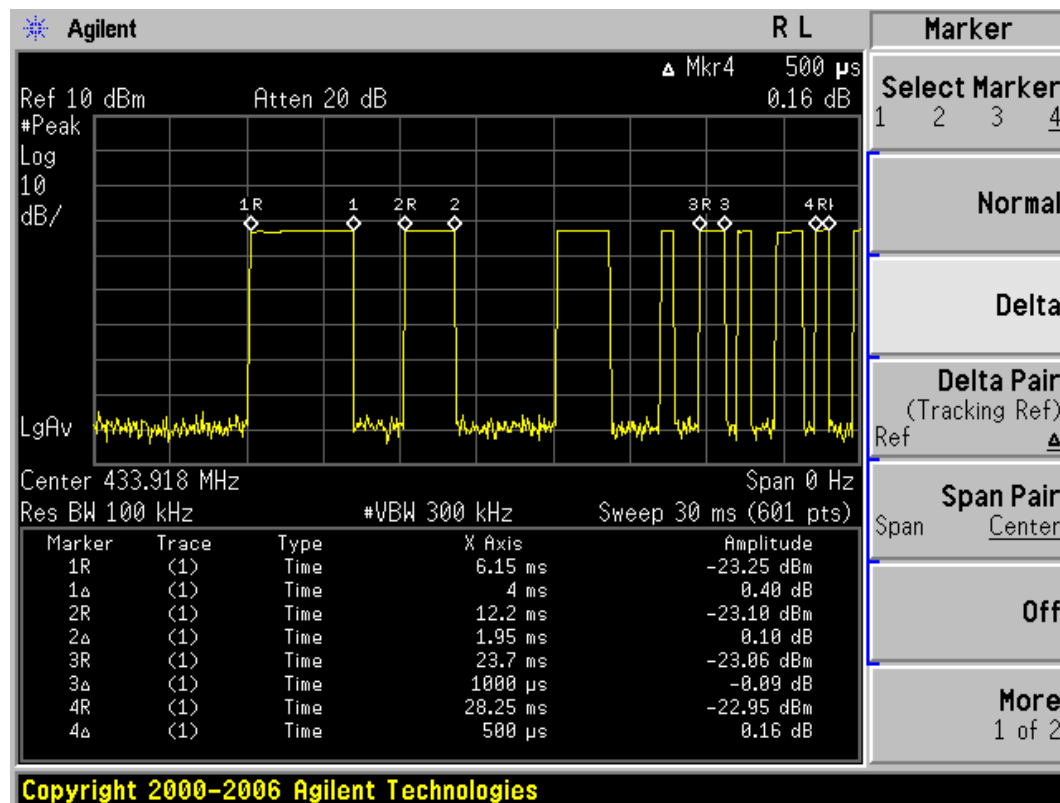 Agilent R L Marker
Δ Mkr4 500 µs
Ref 10 dBm Atten 20 dB 0.16 dB
#Peak
Log
10
dB/
1R 1 2R 2 3R 3 4R
LgAv
Center 433.918 MHz Span 0 Hz
Res BW 100 kHz #VBW 300 kHz Sweep 30 ms (601 pts)
Marker Trace Type X Axis Amplitude
1R (1) Time 6.15 ms -23.25 dBm
1Δ (1) Time 4 ms 0.40 dB
2R (1) Time 12.2 ms -23.10 dBm
2Δ (1) Time 1.95 ms 0.10 dB
3R (1) Time 23.7 ms -23.06 dBm
3Δ (1) Time 1000 µs -0.09 dB
4R (1) Time 28.25 ms -22.95 dBm
4Δ (1) Time 500 µs 0.16 dB
Select Marker
1 2 3 4
Normal
Delta
Delta Pair
(Tracking Ref)
Ref Δ
Span Pair
Span Center
Off
More
1 of 2
Copyright 2000-2006 Agilent Technologies